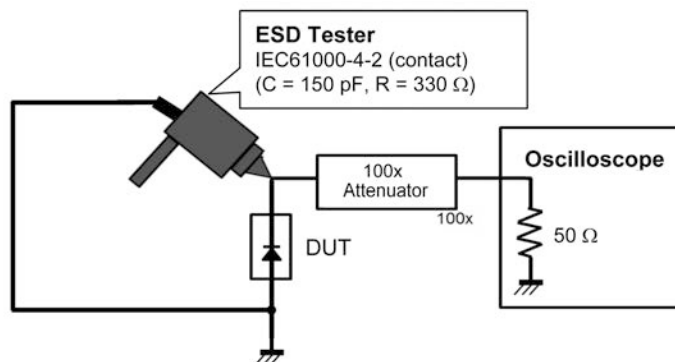 ESD Tester
IEC61000-4-2 (contact)
(C = 150 pF, R = 330 Ω)
100x
Attenuator
100x
Oscilloscope
50 Ω
DUT